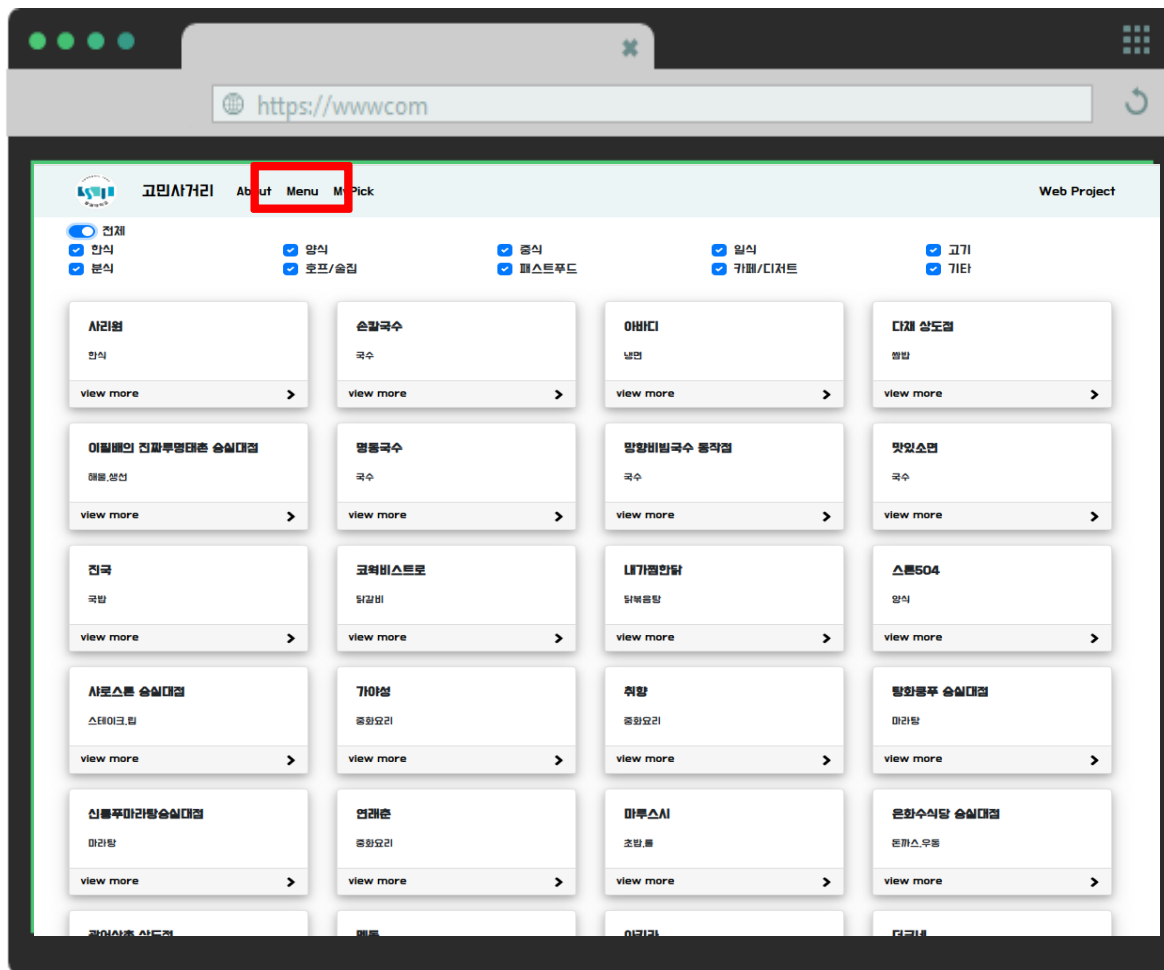 https://wwwcom
고민사거리 About Menu MyPick Web Project
전체
한식 양식 중식 일식 고기
분식 호프/술집 패스트푸드 카페/디저트 기타
사리원 손칼국수 아바디 다채 상도점
한식 국수 냉면 쌈밥
view more view more view more view more
이필배의 진짜루명태촌 숭실대점 명동국수 망향비빔국수 동작점 맛있소면
해물,생선 국수 국수 국수
view more view more view more view more
진국 코웍비스트로 내가찜한닭 스푼504
국밥 닭갈비 닭볶음탕 양식
view more view more view more view more
샤로스톤 숭실대점 가야성 취향 탕화쿵푸 숭실대점
스테이크,립 중화요리 중화요리 마라탕
view more view more view more view more
신룽푸마라탕숭실대점 연래춘 마루스시 은화수식당 숭실대점
마라탕 중화요리 초밥,롤 돈까스,우동
view more view more view more view more